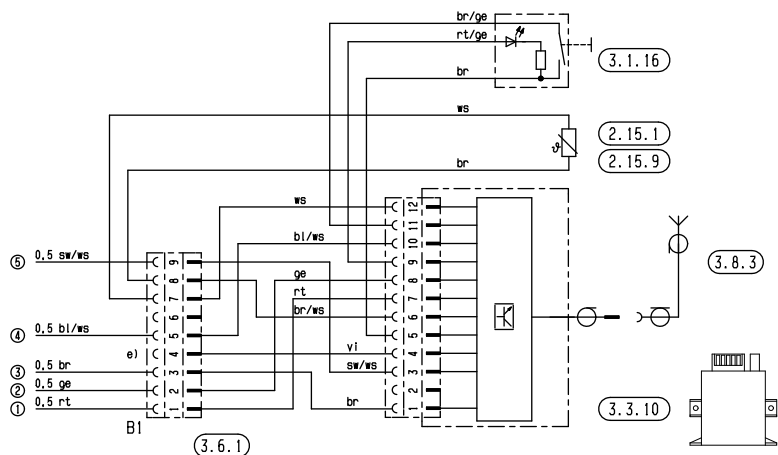 br/ge
rt/ge
br
3.1.16
ws
ϑ
2.15.1
br
2.15.9
ws
12
11
bl/ws
10
⑤ 0.5 sw/ws
9
9
3.8.3
8
ge
8
7
rt
7
6
br/ws
6
④ 0.5 bl/ws
5
5
e)
4
vi
4
③ 0.5 br
3
sw/ws
3
② 0.5 ge
2
2
① 0.5 rt
1
br
1
3.3.10
B1
3.6.1